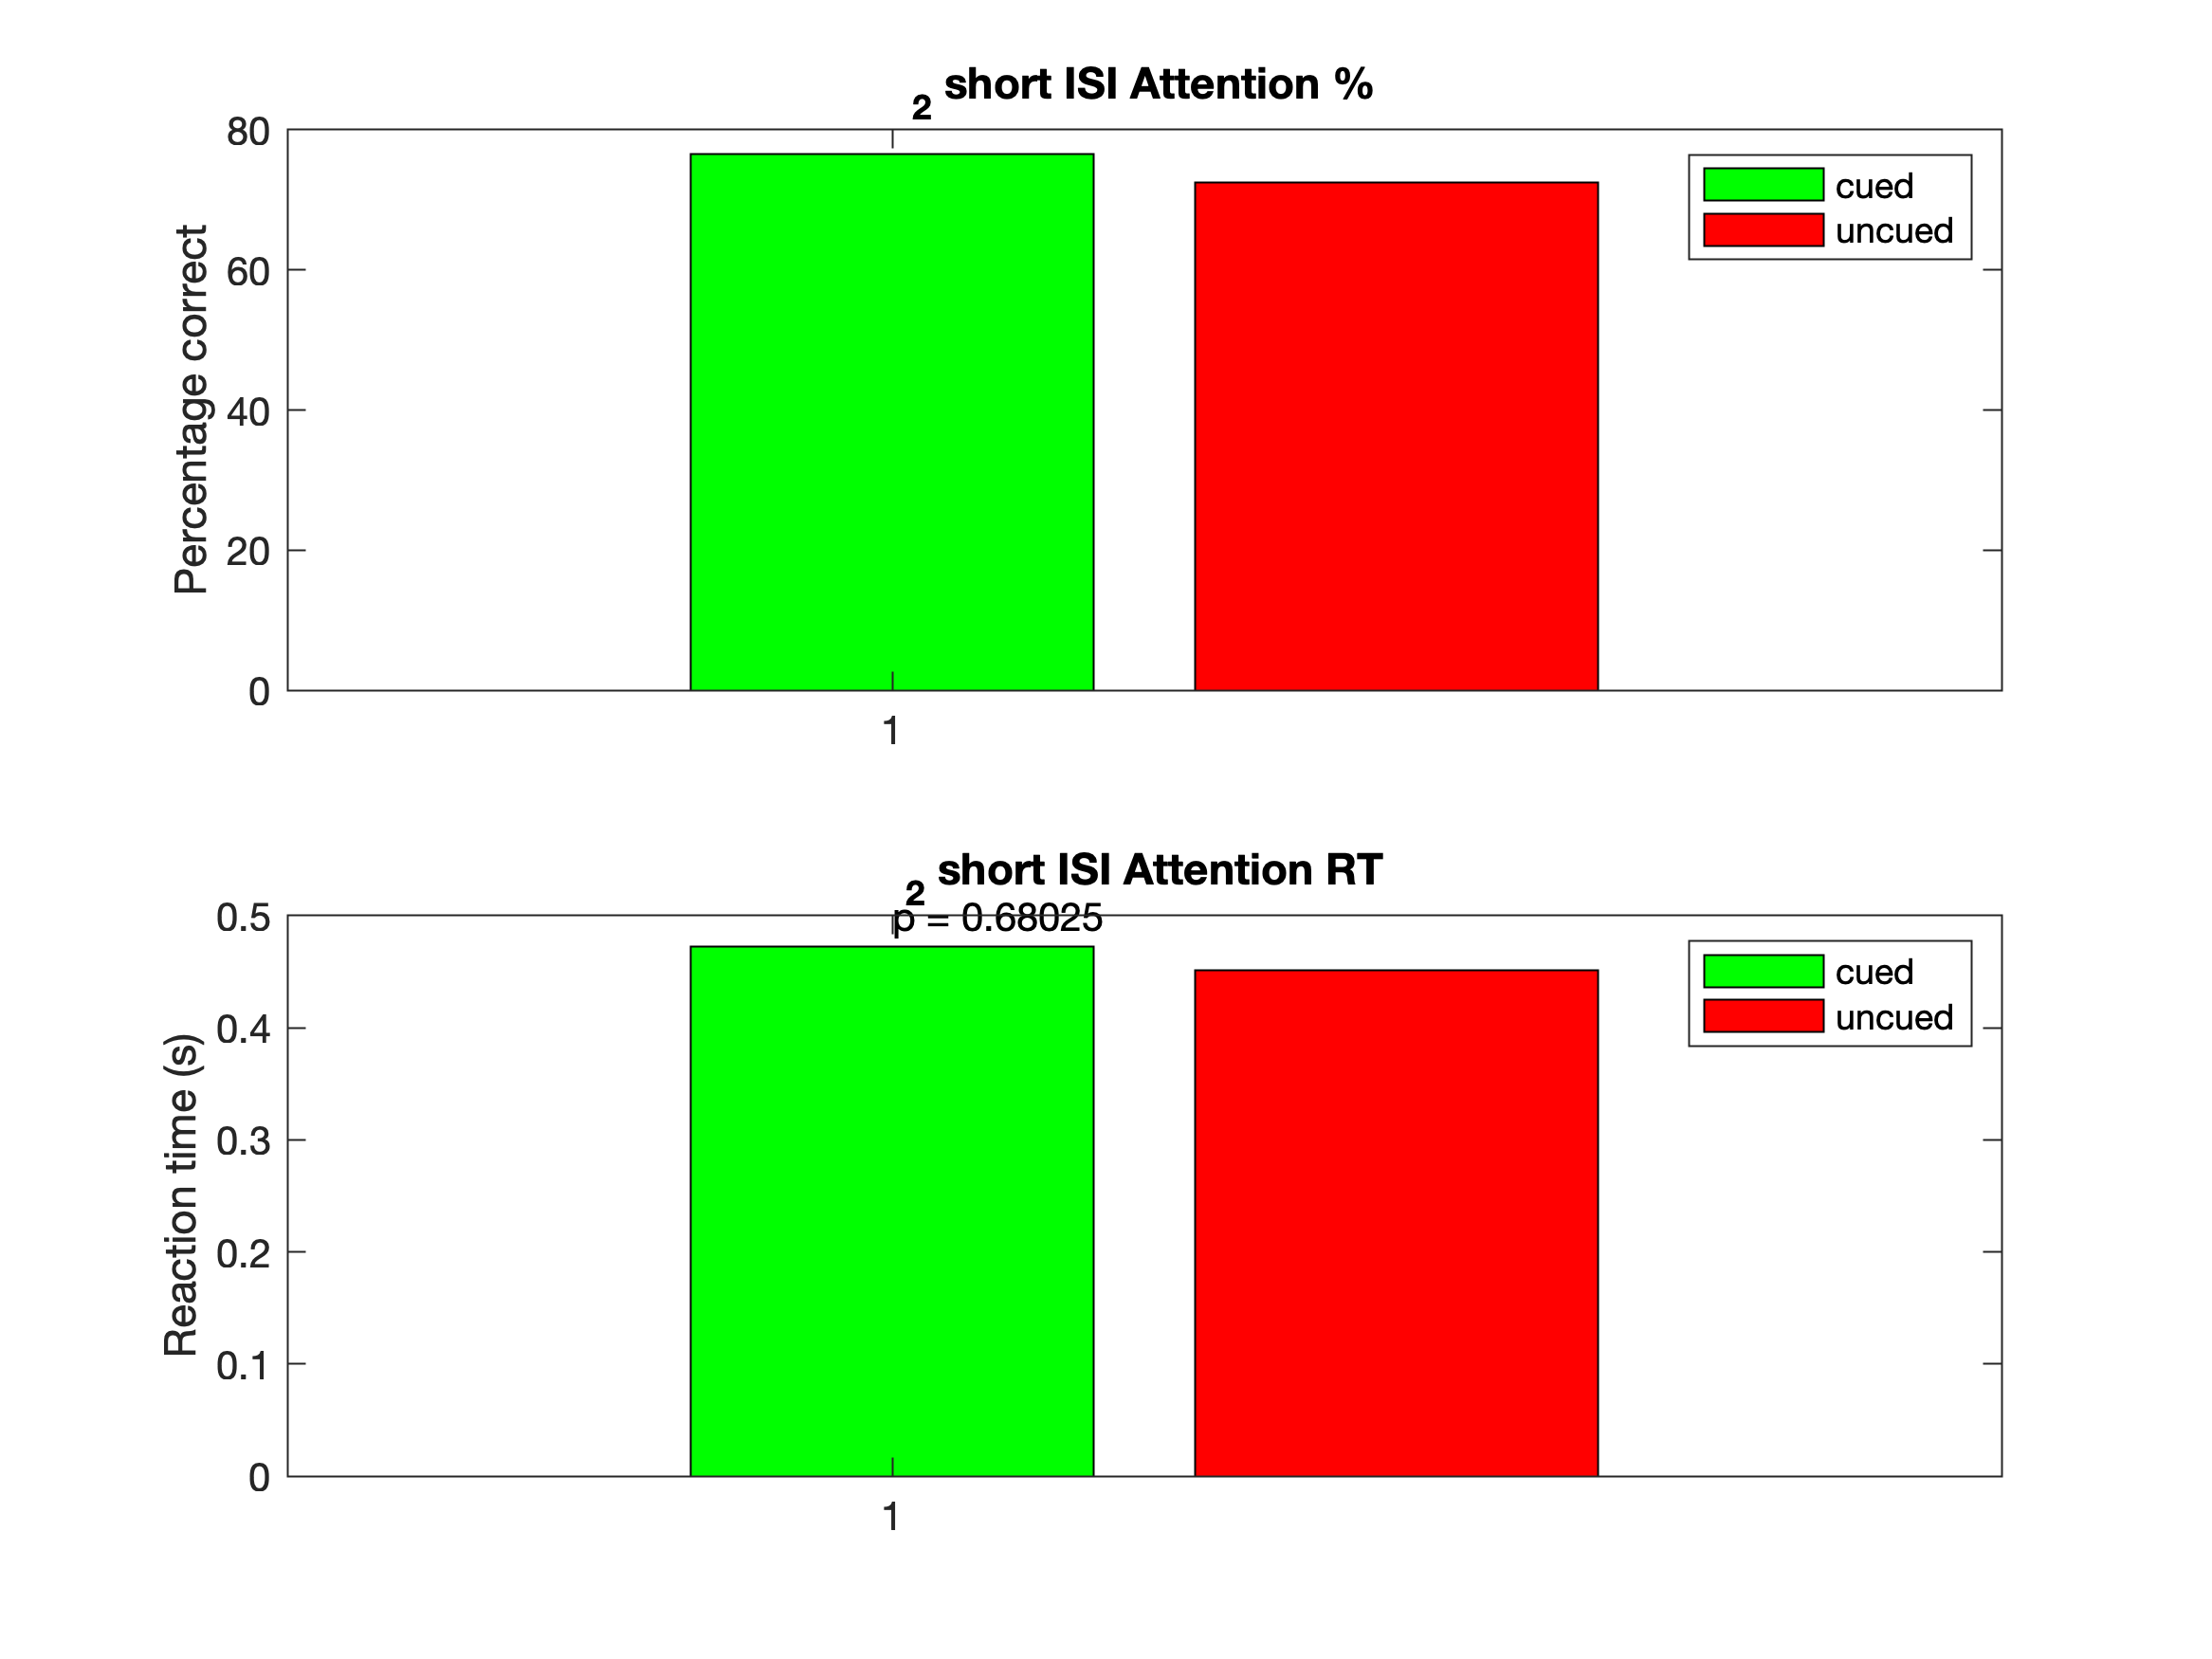 2 short ISI Attention %
80
60
40
20
0
Percentage correct
cued
uncued
1
2 short ISI Attention RT
p = 0.68025
0.5
0.4
0.3
0.2
0.1
0
Reaction time (s)
cued
uncued
1